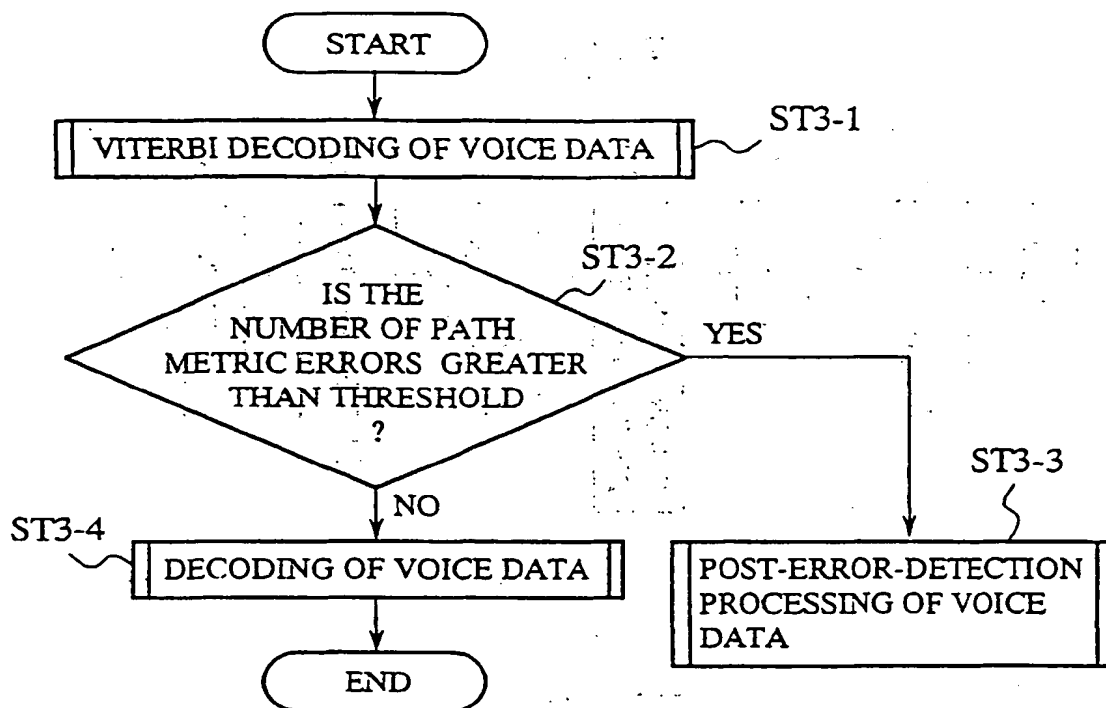 START
VITERBI DECODING OF VOICE DATA
ST3-1
ST3-2
IS THE
NUMBER OF PATH
METRIC ERRORS GREATER
THAN THRESHOLD
?
YES
NO
ST3-3
ST3-4
DECODING OF VOICE DATA
POST-ERROR-DETECTION
PROCESSING OF VOICE
DATA
END